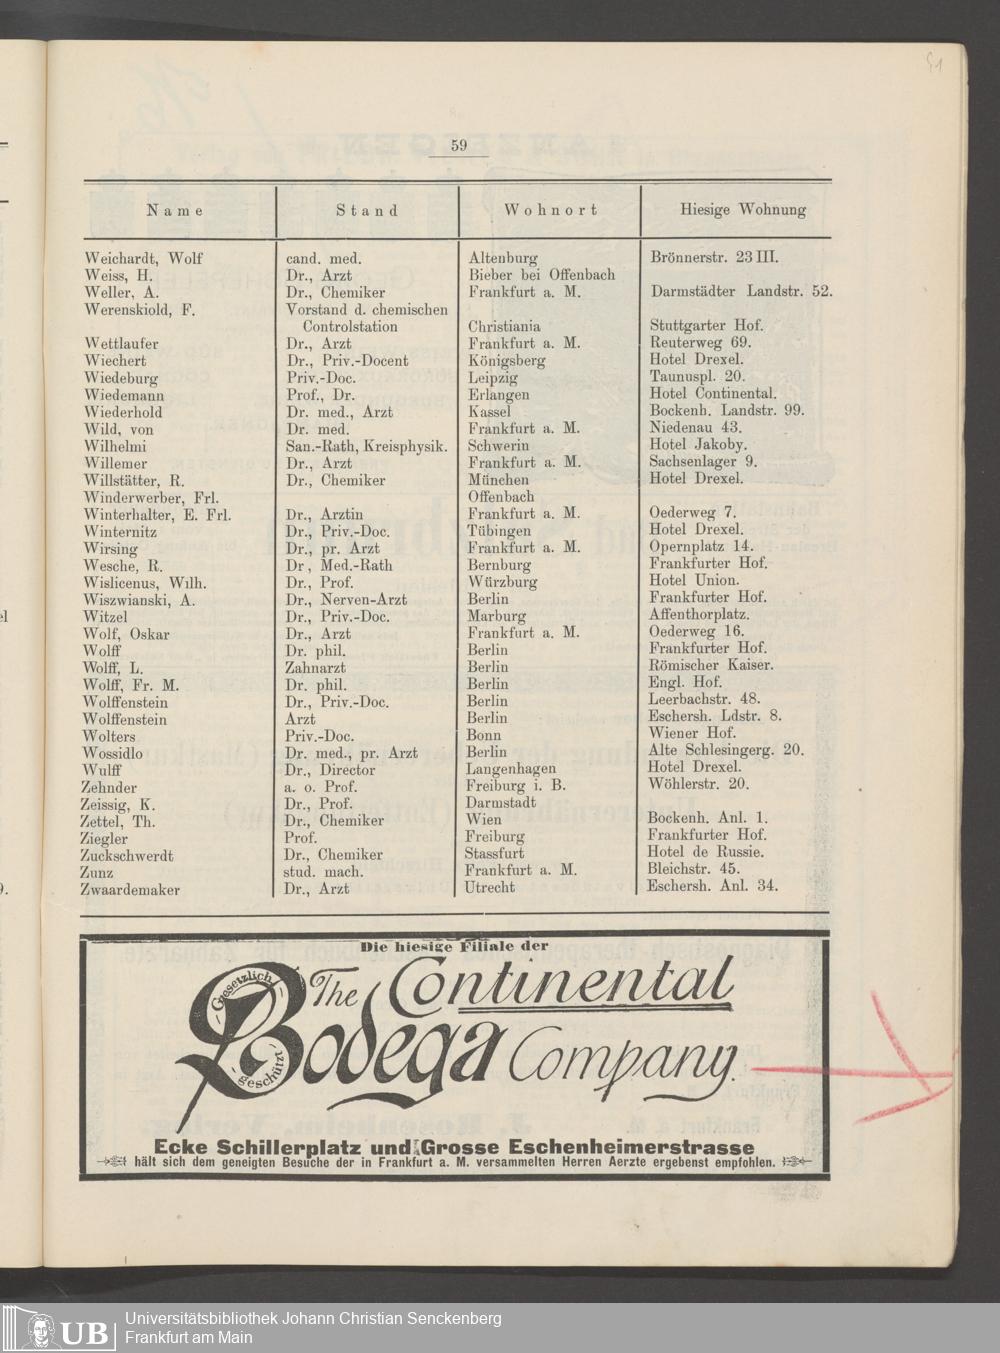 51
59
Name Stand Wohnort Hiesige Wohnung
Weichardt, Wolf cand. med. Altenburg Brönnerstr. 23 III.
Weiss, H. Dr., Arzt Bieber bei Offenbach
Weller, A. Dr., Chemiker Frankfurt a. M. Darmstädter Landstr. 52.
Werenskiold, F. Vorstand d. chemischen
Controlstation Christiania Stuttgarter Hof.
Wettlaufer Dr., Arzt Frankfurt a. M. Reuterweg 69.
Wiechert Dr., Priv.-Docent Königsberg Hotel Drexel.
Wiedeburg Priv.-Doc. Leipzig Taunuspl. 20.
Wiedemann Prof., Dr. Erlangen Hotel Continental.
Wiederhold Dr. med., Arzt Kassel Bockenh. Landstr. 99.
Wild, von Dr. med. Frankfurt a. M. Niedenau 43.
Wilhelmi San.-Rath, Kreisphysik. Schwerin Hotel Jakoby.
Willemer Dr., Arzt Frankfurt a. M. Sachsenlager 9.
Willstätter, R. Dr., Chemiker München Hotel Drexel.
Winderwerber, Frl. Offenbach
Winterhalter, E. Frl. Dr., Arztin Frankfurt a. M. Oederweg 7.
Winternitz Dr., Priv.-Doc. Tübingen Hotel Drexel.
Wirsing Dr., pr. Arzt Frankfurt a. M. Opernplatz 14.
Wesche, R. Dr, Med.-Rath Bernburg Frankfurter Hof.
Wislicenus, Wilh. Dr., Prof. Würzburg Hotel Union.
Wiszwianski, A. Dr., Nerven-Arzt Berlin Frankfurter Hof.
Witzel Dr., Priv.-Doc. Marburg Affenthorplatz.
Wolf, Oskar Dr., Arzt Frankfurt a. M. Oederweg 16.
Wolff Dr. phil. Berlin Frankfurter Hof.
Wolff, L. Zahnarzt Berlin Römischer Kaiser.
Wolff, Fr. M. Dr. phil. Berlin Engl. Hof.
Wolffenstein Dr., Priv.-Doc. Berlin Leerbachstr. 48.
Wolffenstein Arzt Berlin Eschersh. Ldstr. 8.
Wolters Priv.-Doc. Bonn Wiener Hof.
Wossidlo Dr. med., pr. Arzt Berlin Alte Schlesingerg. 20.
Wulff Dr., Director Langenhagen Hotel Drexel.
Zehnder a. o. Prof. Freiburg i. B. Wöhlerstr. 20.
Zeissig, K. Dr., Prof. Darmstadt
Zettel, Th. Dr., Chemiker Wien Bockenh. Anl. 1.
Ziegler Prof. Freiburg Frankfurter Hof.
Zuckschwerdt Dr., Chemiker Stassfurt Hotel de Russie.
Zunz stud. mach. Frankfurt a. M. Bleichstr. 45.
Zwaardemaker Dr., Arzt Utrecht Eschersh. Anl. 34.
Die hiesige Filiale der
Gesetzlich geschützt
The Continental
Bodega Company.
Ecke Schillerplatz und Grosse Eschenheimerstrasse
hält sich dem geneigten Besuche der in Frankfurt a. M. versammelten Herren Aerzte ergebenst empfohlen.
UB
Universitätsbibliothek Johann Christian Senckenberg
Frankfurt am Main